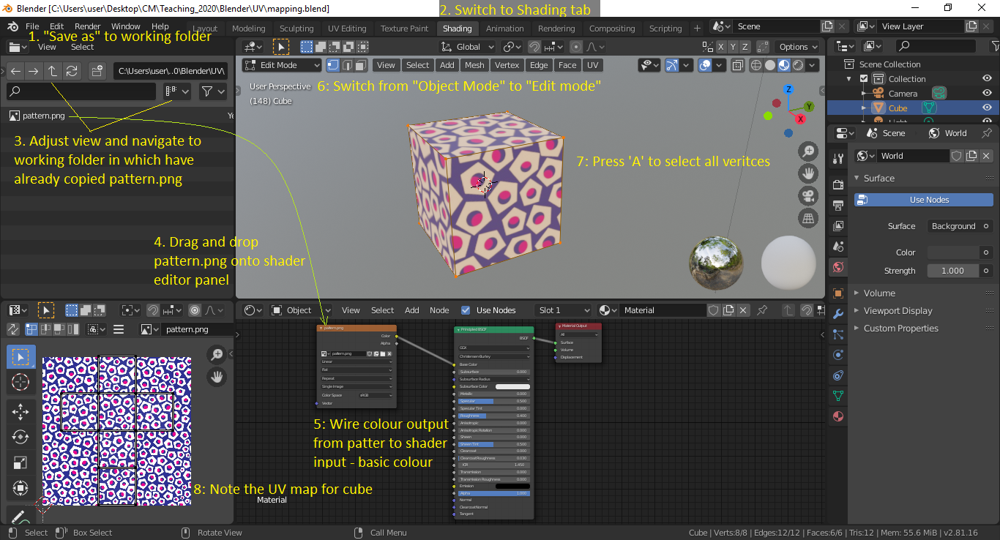 Blender [C:\Users\user\Desktop\CM\Teaching_2020\Blender\UV\mapping.blend]
2. Switch to Shading tab
File Edit Render Window Help
Layout Modeling Sculpting UV Editing Texture Paint Shading Animation Rendering Compositing Scripting +
Scene
View Layer
1. "Save as" to working folder
View Select
Global
X Y Z
Options
C:\Users\user\..0\Blender\UV\
Edit Mode
View Select Add Mesh Vertex Edge Face UV
Scene Collection
Collection
Camera
Cube
User Perspective
(148) Cube
6: Switch from "Object Mode" to "Edit mode"
Z
Y
X
pattern.png
3. Adjust view and navigate to
working folder in which have
already copied pattern.png
7: Press 'A' to select all veritces
Scene
World
World
Surface
Use Nodes
Surface Background
Color
Strength 1.000
Volume
Viewport Display
Custom Properties
4. Drag and drop
pattern.png onto shader
editor panel
Object
View Select Add Node
Use Nodes
Slot 1
Material
pattern.png
pattern.png
Color
Alpha
pattern.png
Linear
Flat
Repeat
Single Image
Color Space sRGB
Vector
Principled BSDF
BSDF
GGX
Christensen-Burley
Base Color
Subsurface 0.000
Subsurface Radius
Subsurface Color
Metallic 0.000
Specular 0.500
Specular Tint 0.000
Roughness 0.400
Anisotropic 0.000
Anisotropic Rotation 0.000
Sheen 0.000
Sheen Tint 0.500
Clearcoat 0.000
Clearcoat Roughness 0.030
IOR 1.450
Transmission 0.000
Transmission Roughness 0.000
Emission
Alpha 1.000
Normal
Clearcoat Normal
Tangent
Material Output
All
Surface
Volume
Displacement
5: Wire colour output
from patter to shader
input - basic colour
8: Note the UV map for cube
Material
Select
Box Select
Rotate View
Call Menu
Cube | Verts:8/8 | Edges:12/12 | Faces:6/6 | Tris:12 | Mem: 55.6 MiB | v2.81.16